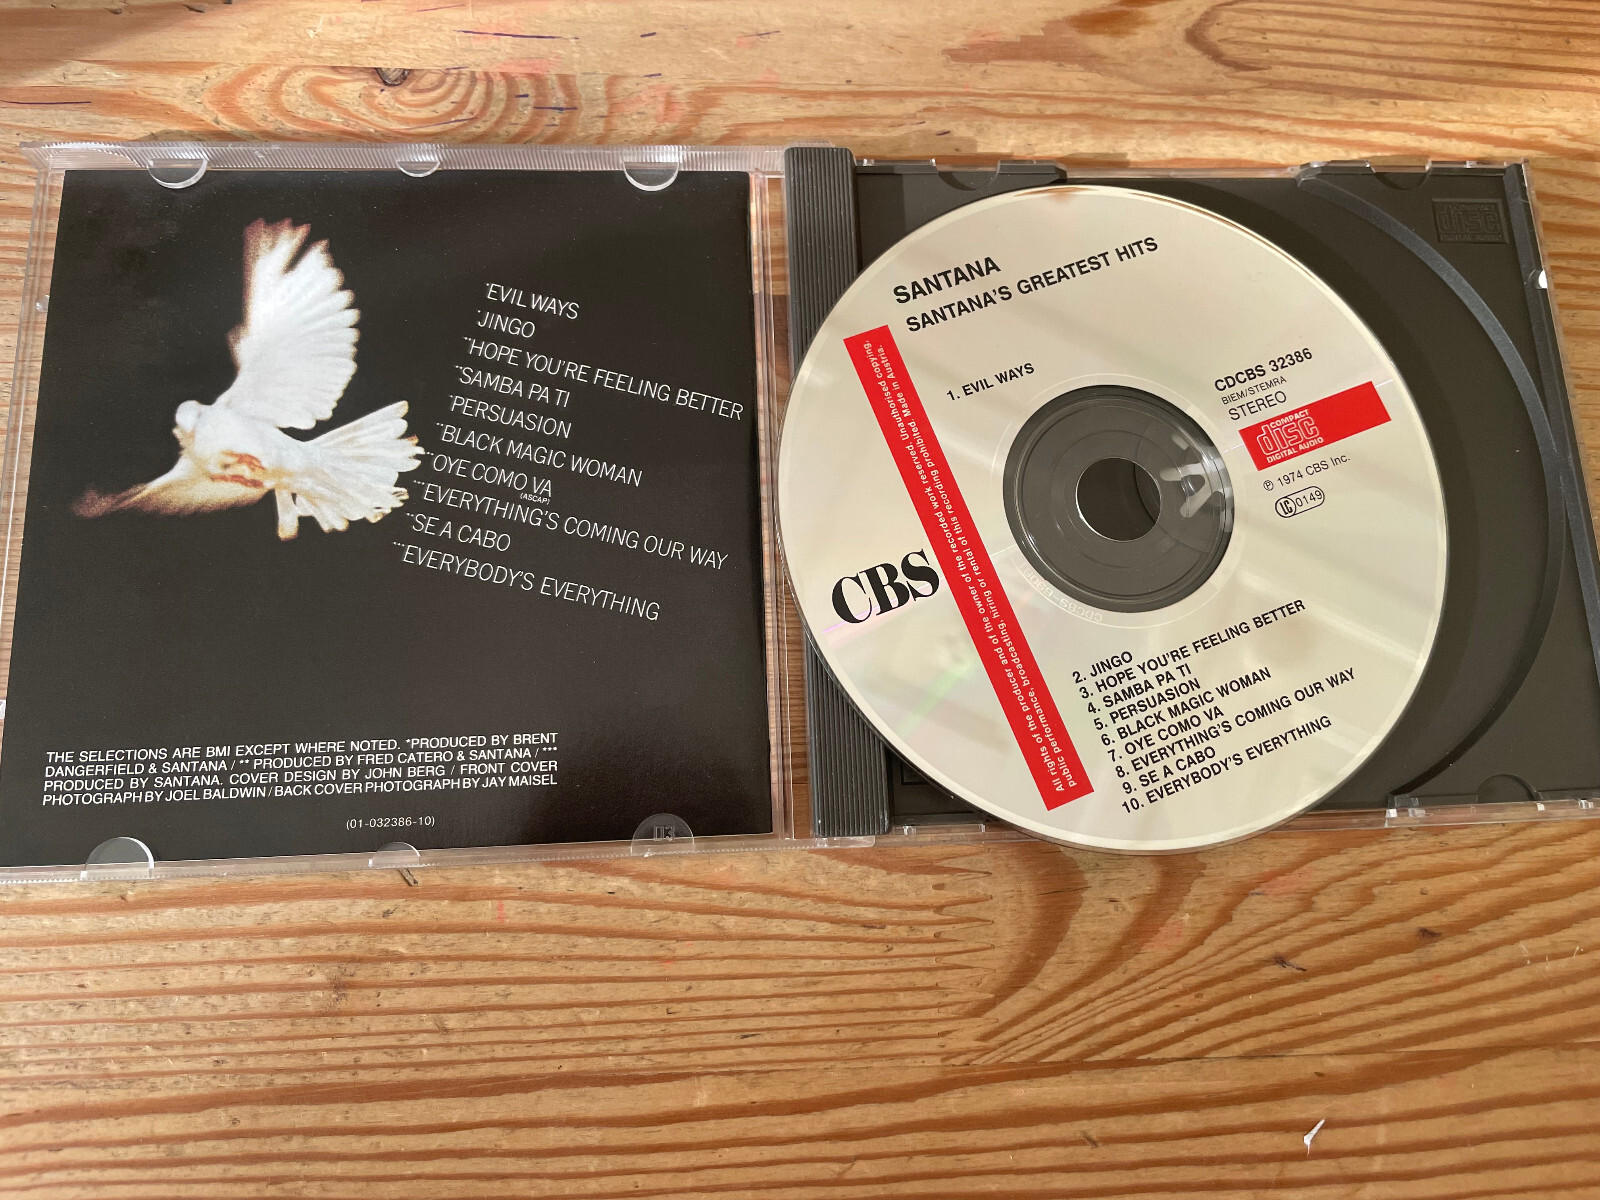 *EVIL WAYS
*JINGO
**HOPE YOU'RE FEELING BETTER
**SAMBA PA TI
*PERSUASION
**BLACK MAGIC WOMAN
**OYE COMO VA
(ASCAP)
***EVERYTHING'S COMING OUR WAY
**SE A CABO
***EVERYBODY'S EVERYTHING
THE SELECTIONS ARE BMI EXCEPT WHERE NOTED. *PRODUCED BY BRENT
DANGERFIELD & SANTANA / ** PRODUCED BY FRED CATERO & SANTANA / ***
PRODUCED BY SANTANA. COVER DESIGN BY JOHN BERG / FRONT COVER
PHOTOGRAPH BY JOEL BALDWIN / BACK COVER PHOTOGRAPH BY JAY MAISEL
(01-032386-10)
SANTANA
SANTANA'S GREATEST HITS
1. EVIL WAYS
CDCBS 32386
BIEM/STEMRA
STEREO
COMPACT
disc
DIGITAL AUDIO
℗ 1974 CBS Inc.
LC 0149
CBS
All rights of the producer and of the owner of the recorded work reserved. Unauthorised copying,
public performance, broadcasting, hiring or rental of this recording prohibited. Made in Austria.
2. JINGO
3. HOPE YOU'RE FEELING BETTER
4. SAMBA PA TI
5. PERSUASION
6. BLACK MAGIC WOMAN
7. OYE COMO VA
8. EVERYTHING'S COMING OUR WAY
9. SE A CABO
10. EVERYBODY'S EVERYTHING
disc